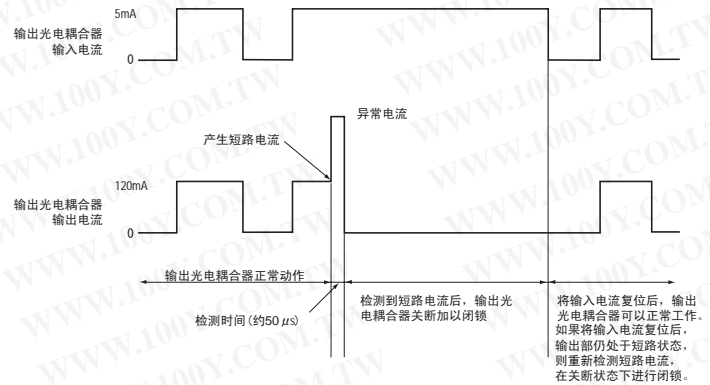 5mA
输出光电耦合器
输入电流
0
异常电流
产生短路电流
120mA
输出光电耦合器
输出电流
0
输出光电耦合器正常动作
检测时间(约50 μs)
检测到短路电流后，输出光
电耦合器关断加以闭锁
将输入电流复位后，输出
光电耦合器可以正常工作。
如果将输入电流复位后，
输出部仍处于短路状态，
则重新检测短路电流，
在关断状态下进行闭锁。
WWW.100Y.COM.TW